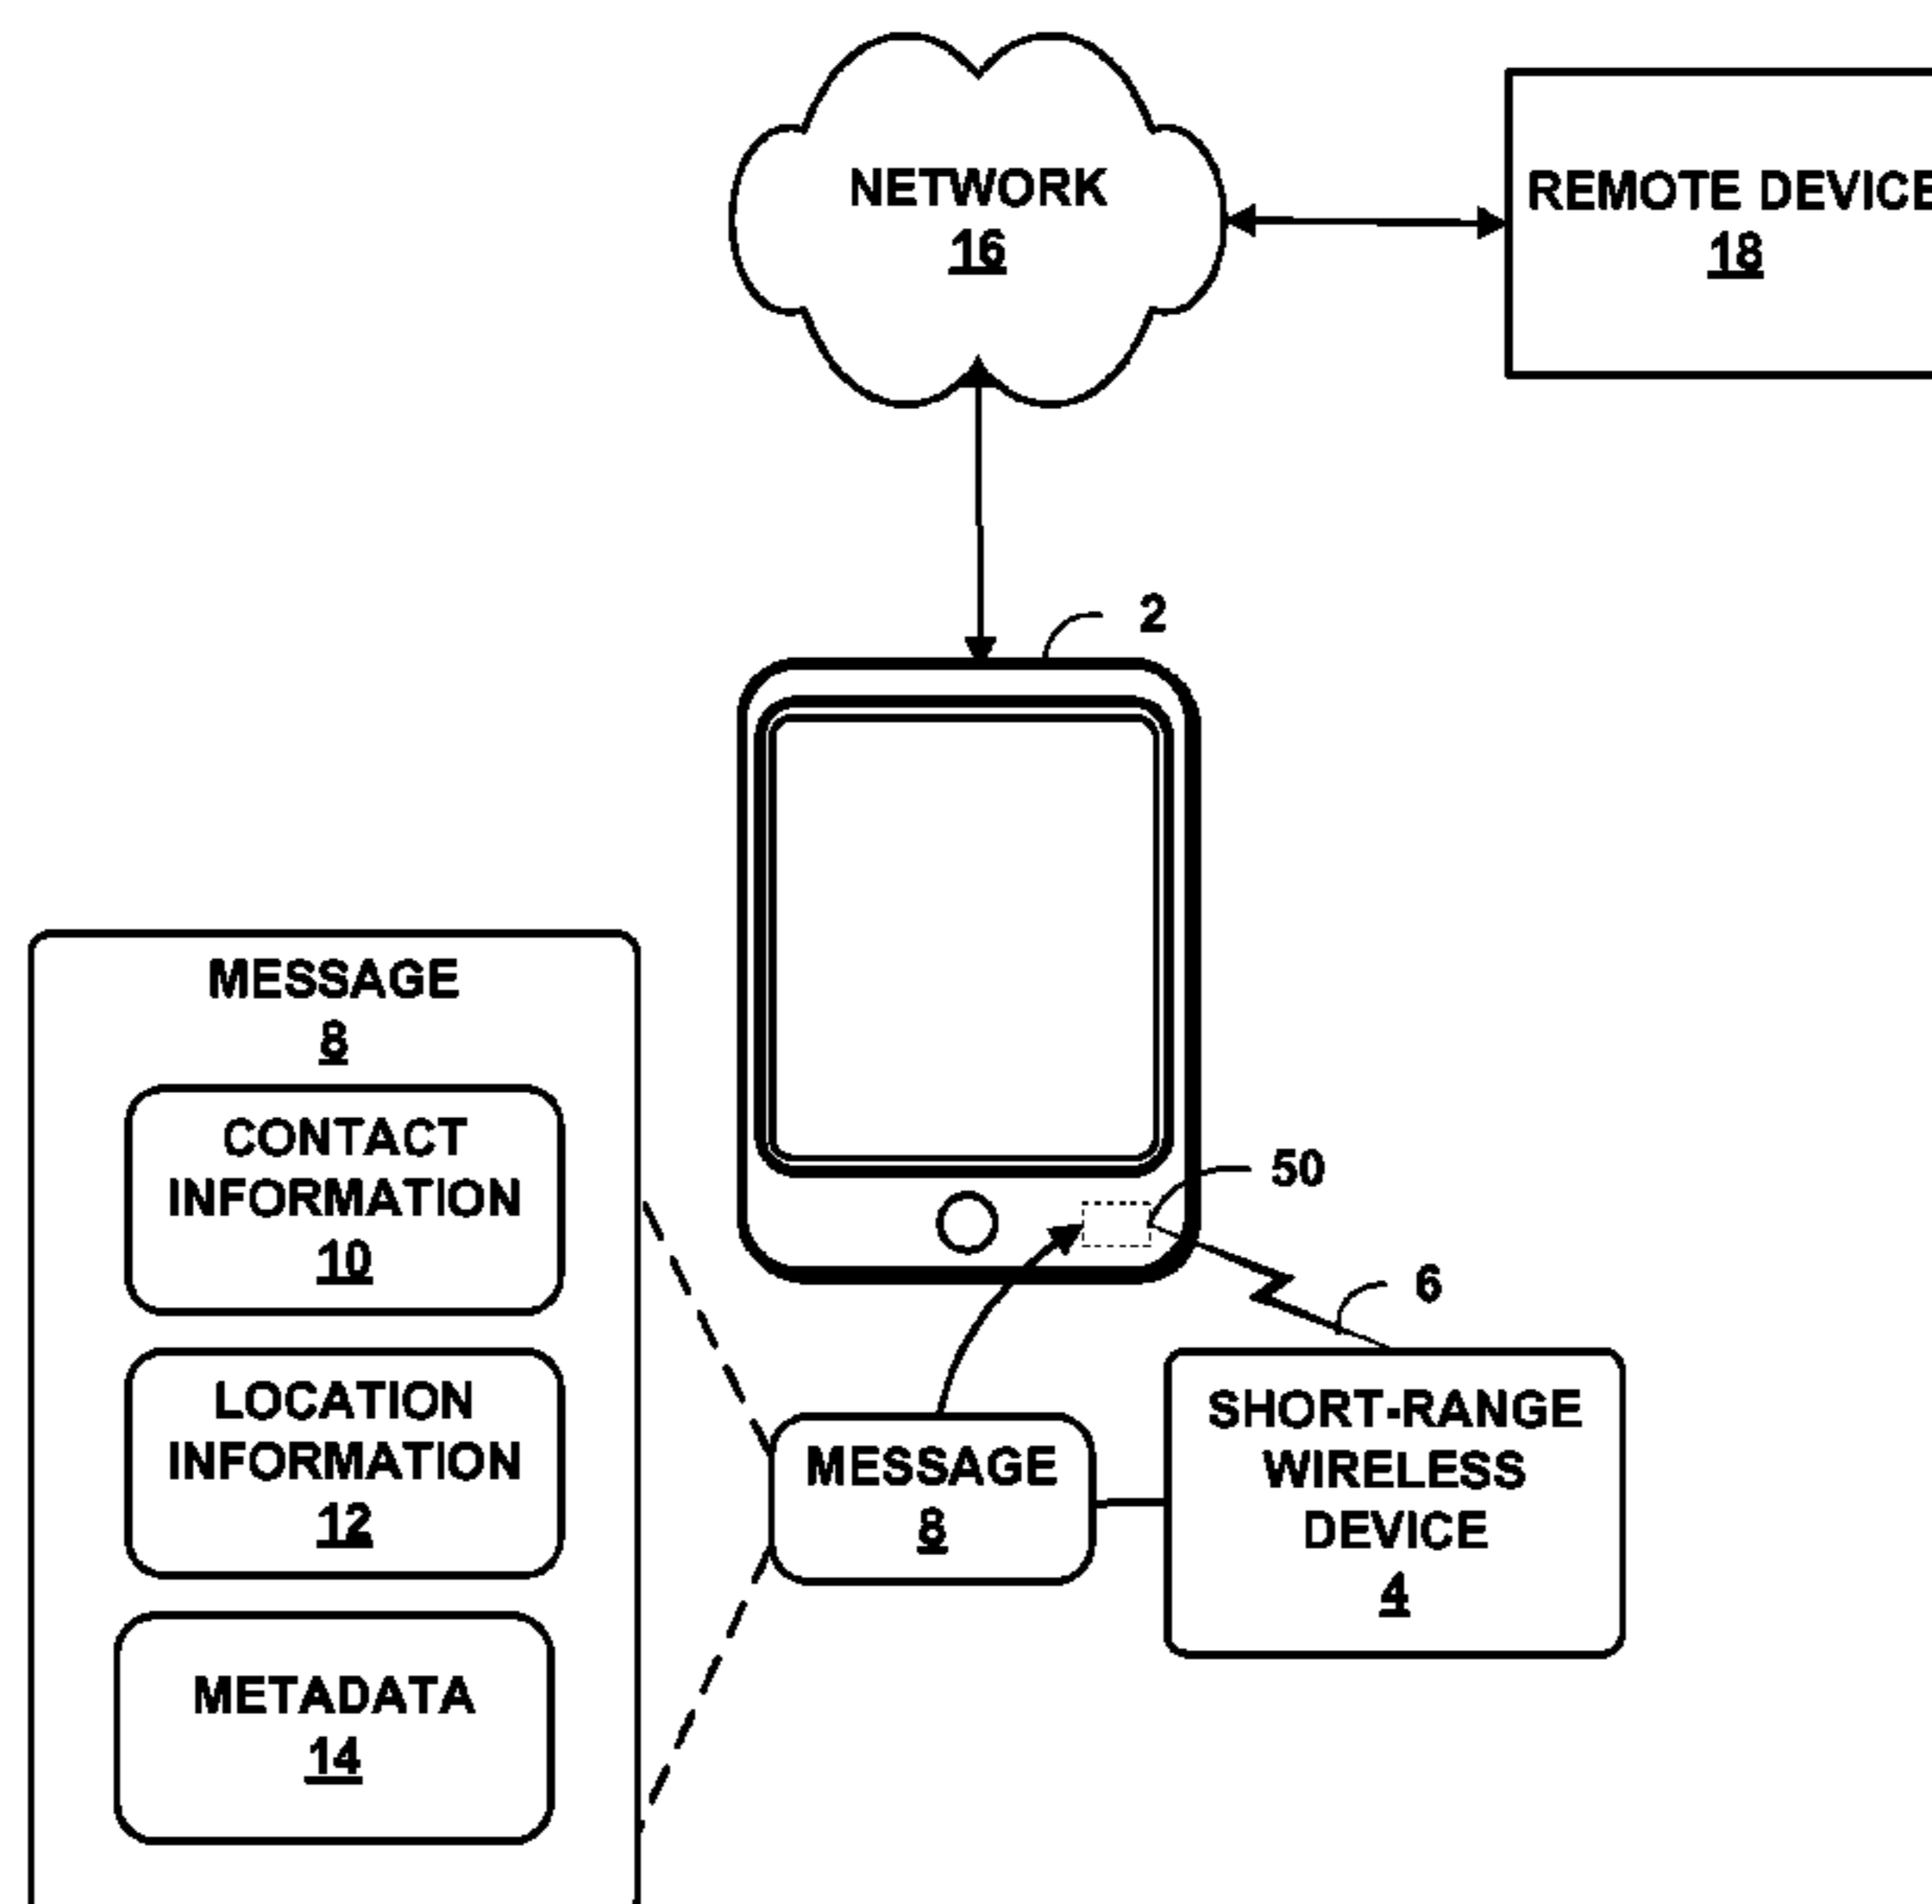 NETWORK
16
REMOTE DEVICE
18
2
MESSAGE
8
CONTACT
INFORMATION
10
LOCATION
INFORMATION
12
METADATA
14
50
6
MESSAGE
8
SHORT-RANGE
WIRELESS
DEVICE
4